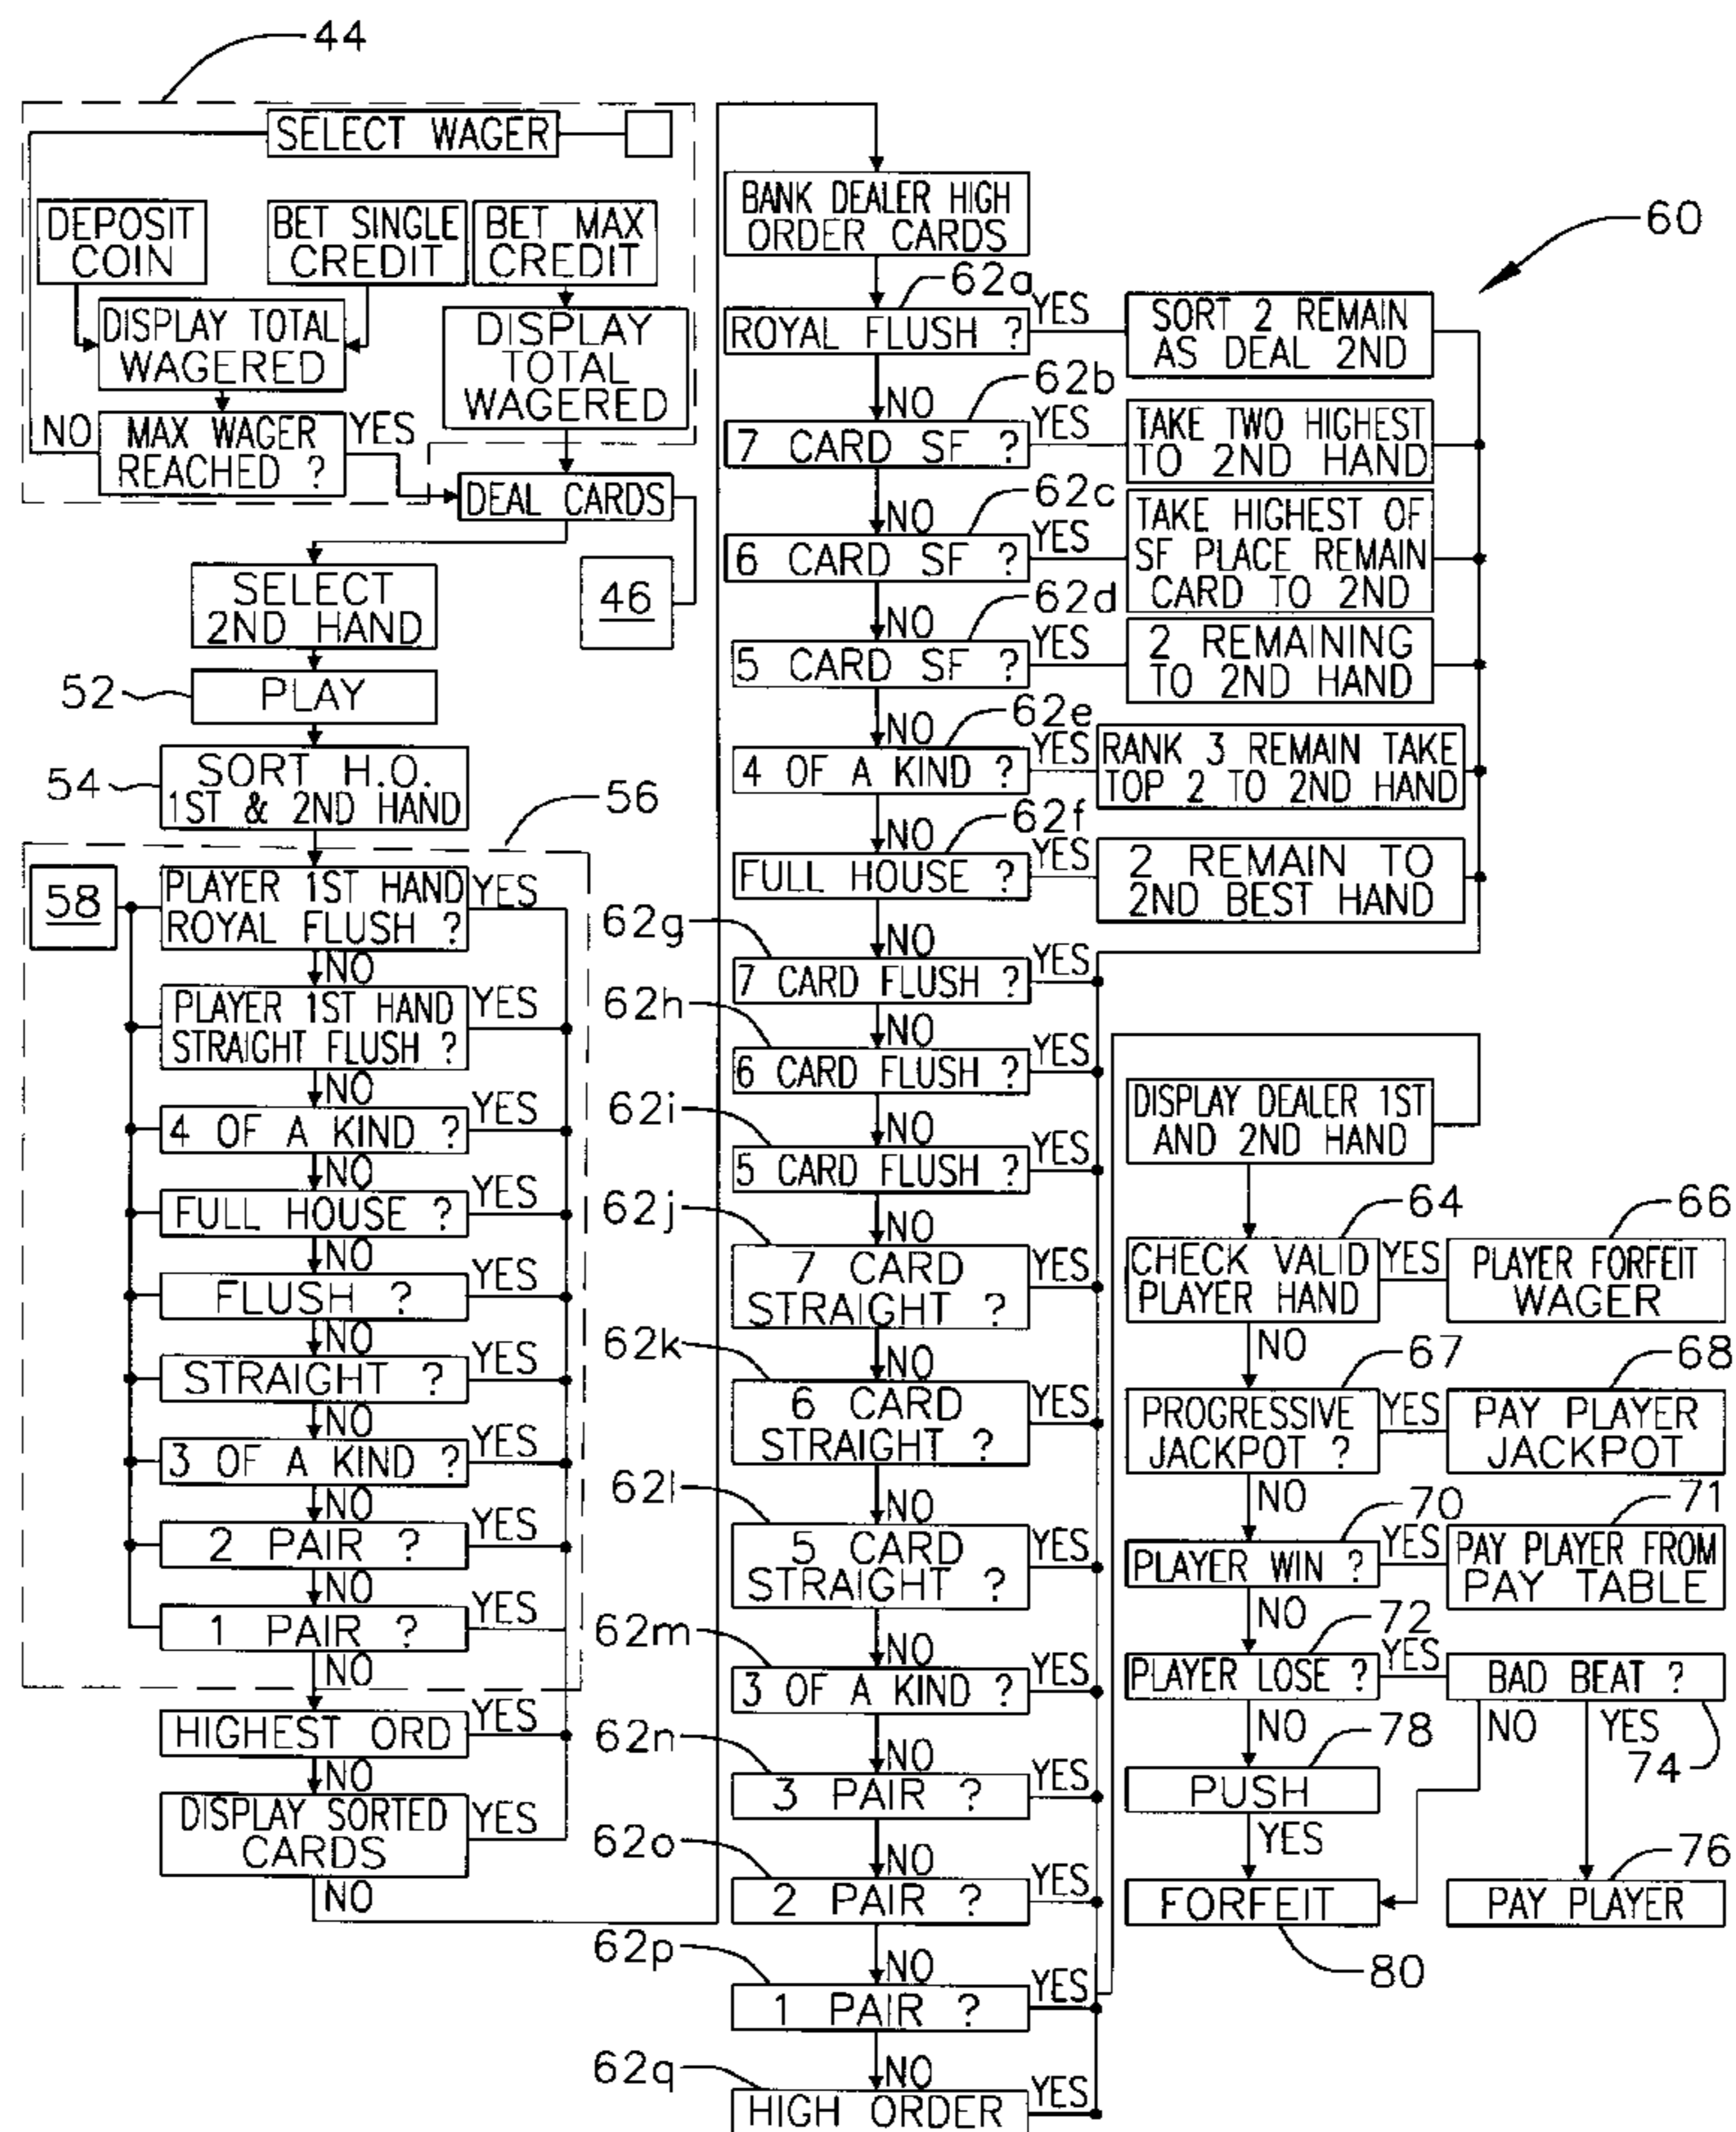 44
SELECT WAGER
DEPOSIT
COIN
BET SINGLE
CREDIT
BET MAX
CREDIT
DISPLAY TOTAL
WAGERED
DISPLAY
TOTAL
WAGERED
NO
MAX WAGER
REACHED ?
YES
DEAL CARDS
46
SELECT
2ND HAND
52
PLAY
54
SORT H.O.
1ST & 2ND HAND
56
58
PLAYER 1ST HAND
ROYAL FLUSH ?
YES
NO
PLAYER 1ST HAND
STRAIGHT FLUSH ?
YES
NO
4 OF A KIND ?
YES
NO
FULL HOUSE ?
YES
NO
FLUSH ?
YES
NO
STRAIGHT ?
YES
NO
3 OF A KIND ?
YES
NO
2 PAIR ?
YES
NO
1 PAIR ?
YES
NO
HIGHEST ORD
YES
NO
DISPLAY SORTED
CARDS
YES
NO
BANK DEALER HIGH
ORDER CARDS
60
62a
ROYAL FLUSH ?
YES
SORT 2 REMAIN
AS DEAL 2ND
NO
62b
7 CARD SF ?
YES
TAKE TWO HIGHEST
TO 2ND HAND
NO
62c
6 CARD SF ?
YES
TAKE HIGHEST OF
SF PLACE REMAIN
CARD TO 2ND
NO
62d
5 CARD SF ?
YES
2 REMAINING
TO 2ND HAND
NO
62e
4 OF A KIND ?
YES
RANK 3 REMAIN TAKE
TOP 2 TO 2ND HAND
NO
62f
FULL HOUSE ?
YES
2 REMAIN TO
2ND BEST HAND
NO
62g
7 CARD FLUSH ?
YES
NO
62h
6 CARD FLUSH ?
YES
NO
62i
5 CARD FLUSH ?
YES
NO
62j
7 CARD
STRAIGHT ?
YES
NO
62k
6 CARD
STRAIGHT ?
YES
NO
62l
5 CARD
STRAIGHT ?
YES
NO
62m
3 OF A KIND ?
YES
NO
62n
3 PAIR ?
YES
NO
62o
2 PAIR ?
YES
NO
62p
1 PAIR ?
YES
NO
62q
HIGH ORDER
YES
DISPLAY DEALER 1ST
AND 2ND HAND
64
CHECK VALID
PLAYER HAND
YES
66
PLAYER FORFEIT
WAGER
NO
67
PROGRESSIVE
JACKPOT ?
YES
68
PAY PLAYER
JACKPOT
NO
70
PLAYER WIN ?
YES
71
PAY PLAYER FROM
PAY TABLE
NO
72
PLAYER LOSE ?
YES
BAD BEAT ?
74
NO
78
NO
YES
PUSH
YES
76
FORFEIT
PAY PLAYER
80